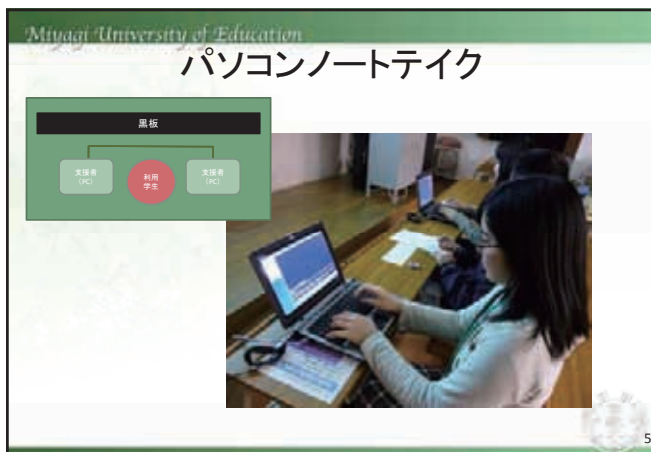 Miyagi University of Education
パソコンノートテイク
黒板
支援者
(PC)
利用
学生
支援者
(PC)
5